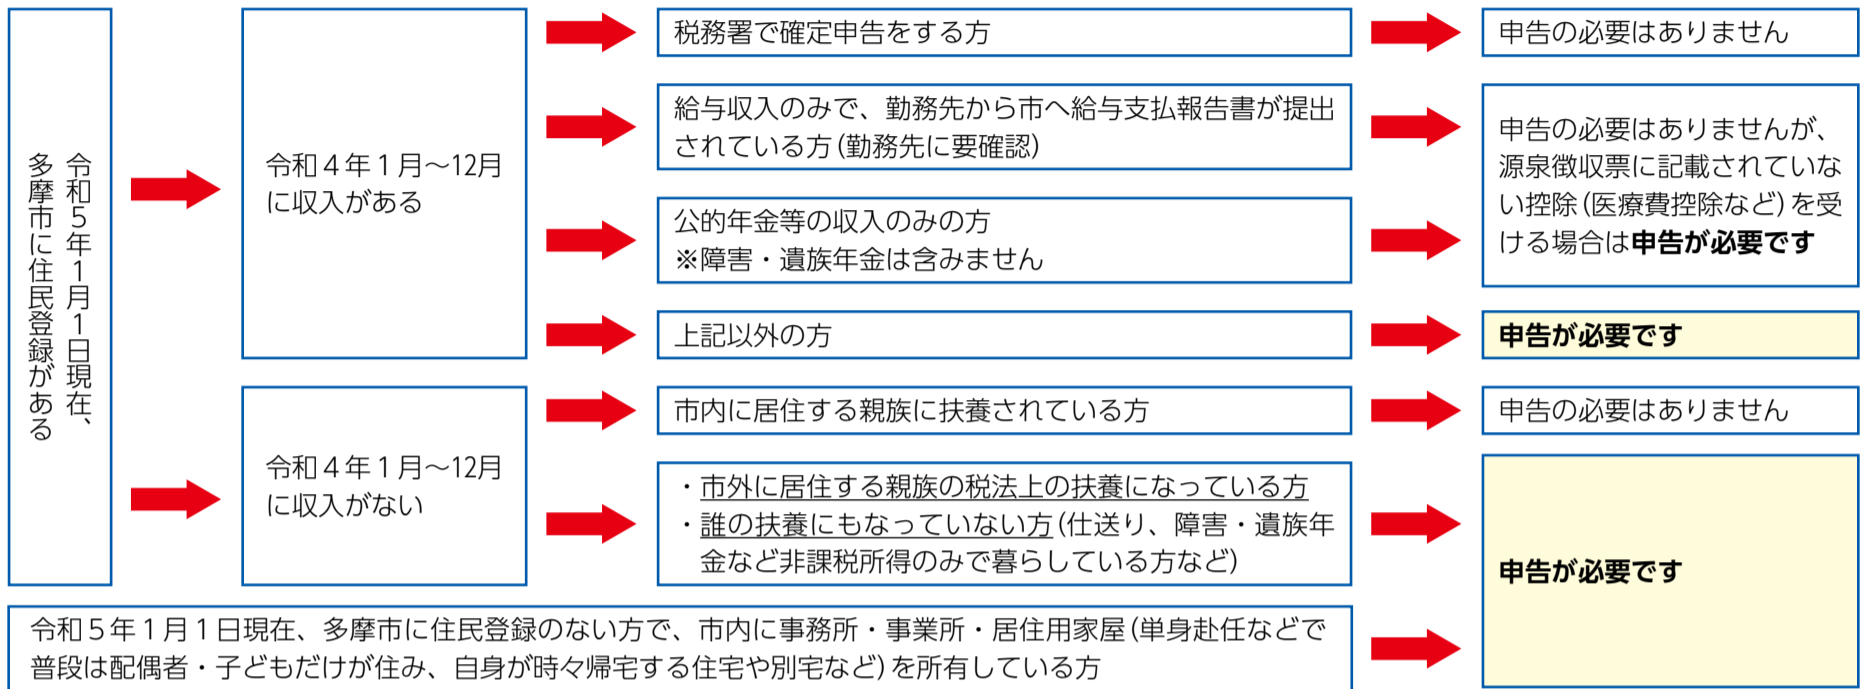 令和５年１月１日現在、
多摩市に住民登録がある
令和４年１月～12月
に収入がある
税務署で確定申告をする方
申告の必要はありません
給与収入のみで、勤務先から市へ給与支払報告書が提出
されている方(勤務先に要確認)
公的年金等の収入のみの方
※障害・遺族年金は含みません
申告の必要はありませんが、
源泉徴収票に記載されていな
い控除(医療費控除など)を受
ける場合は申告が必要です
上記以外の方
申告が必要です
令和４年１月～12月
に収入がない
市内に居住する親族に扶養されている方
申告の必要はありません
・市外に居住する親族の税法上の扶養になっている方
・誰の扶養にもなっていない方(仕送り、障害・遺族年
金など非課税所得のみで暮らしている方など)
令和５年１月１日現在、多摩市に住民登録のない方で、市内に事務所・事業所・居住用家屋(単身赴任などで
普段は配偶者・子どもだけが住み、自身が時々帰宅する住宅や別宅など)を所有している方
申告が必要です